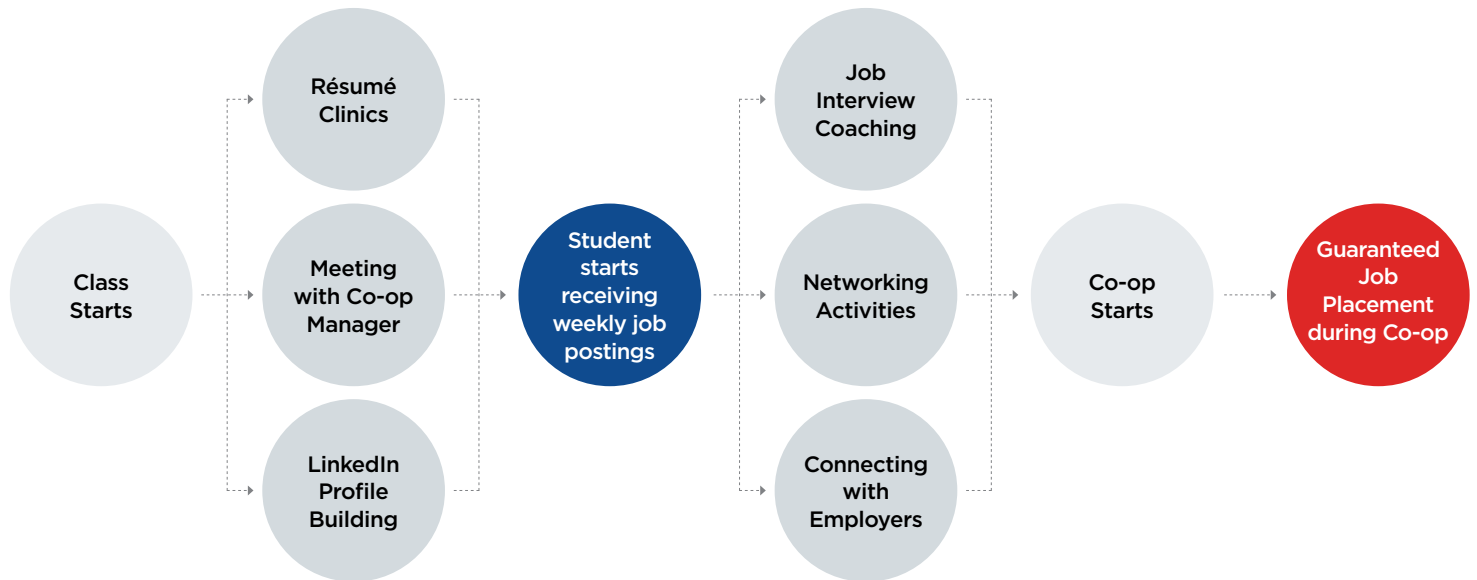 Class
Starts
Résumé
Clinics
Meeting
with Co-op
Manager
LinkedIn
Profile
Building
Student
starts
receiving
weekly job
postings
Job
Interview
Coaching
Networking
Activities
Connecting
with
Employers
Co-op
Starts
Guaranteed
Job
Placement
during Co-op